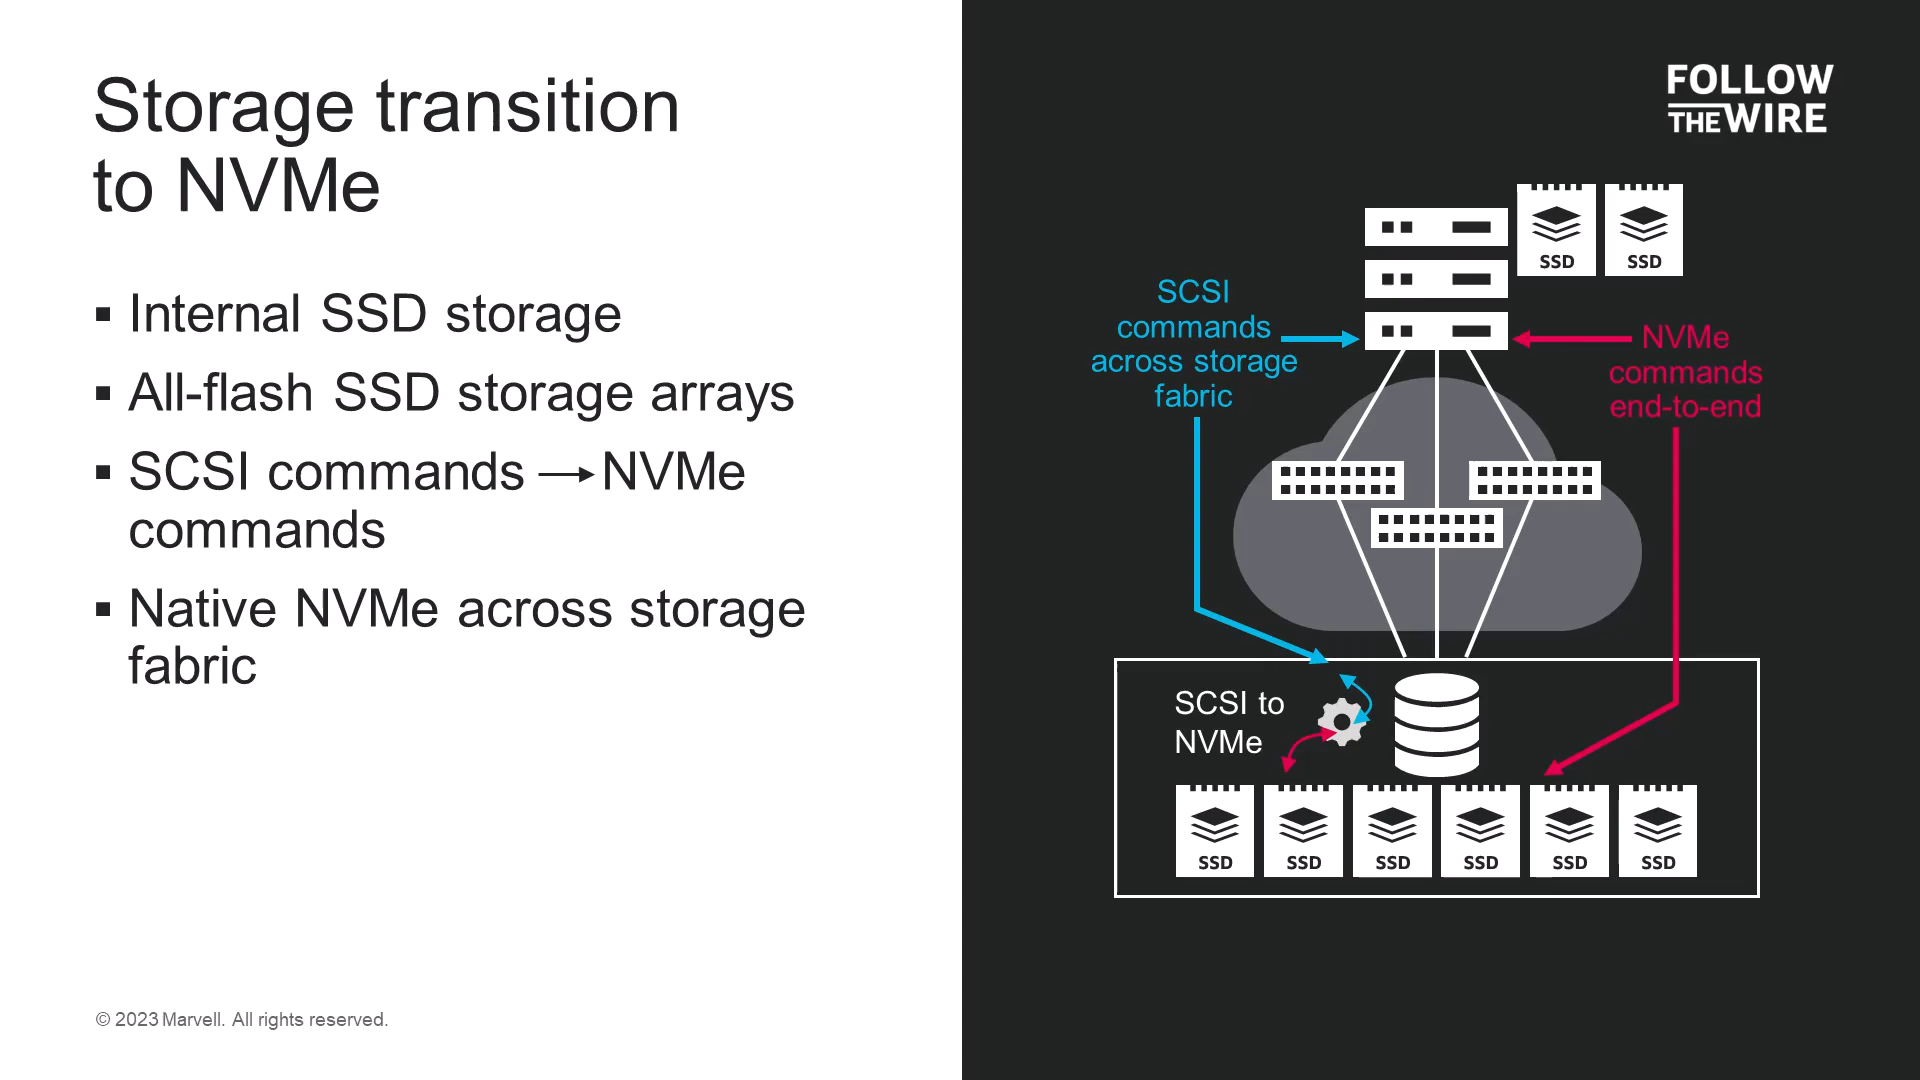 Storage transition
to NVMe
▪ Internal SSD storage
▪ All-flash SSD storage arrays
▪ SCSI commands → NVMe
commands
▪ Native NVMe across storage
fabric
© 2023 Marvell. All rights reserved.
FOLLOW
THE WIRE
SSD
SSD
SCSI
commands
across storage
fabric
NVMe
commands
end-to-end
SCSI to
NVMe
SSD
SSD
SSD
SSD
SSD
SSD